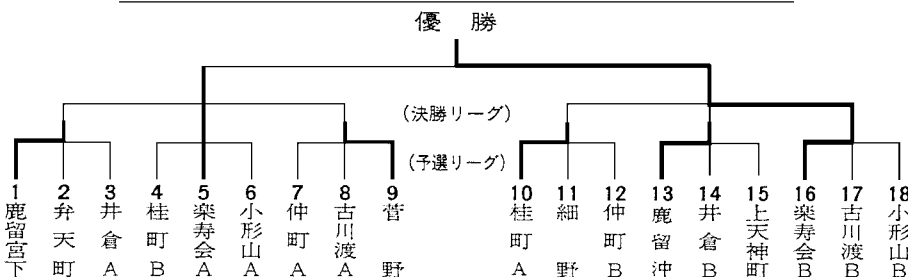 優 勝
(決勝リーグ)
(予選リーグ)
1 2 3 4 5 6 7 8 9 10 11 12 13 14 15 16 17 18
鹿留宮下
弁天町
井倉A
桂町B
楽寿会A
小形山A
仲町A
古川渡A
菅野
桂町A
細野
仲町B
鹿留沖
井倉B
上天神町
楽寿会B
古川渡B
小形山B